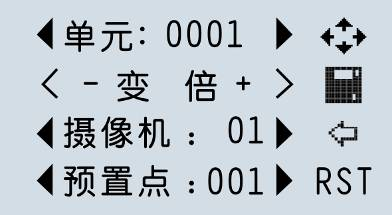 ◀单元: 0001 ▶
< - 变 倍 + >
◀摄像机 : 01▶
◀预置点 :001▶ RST